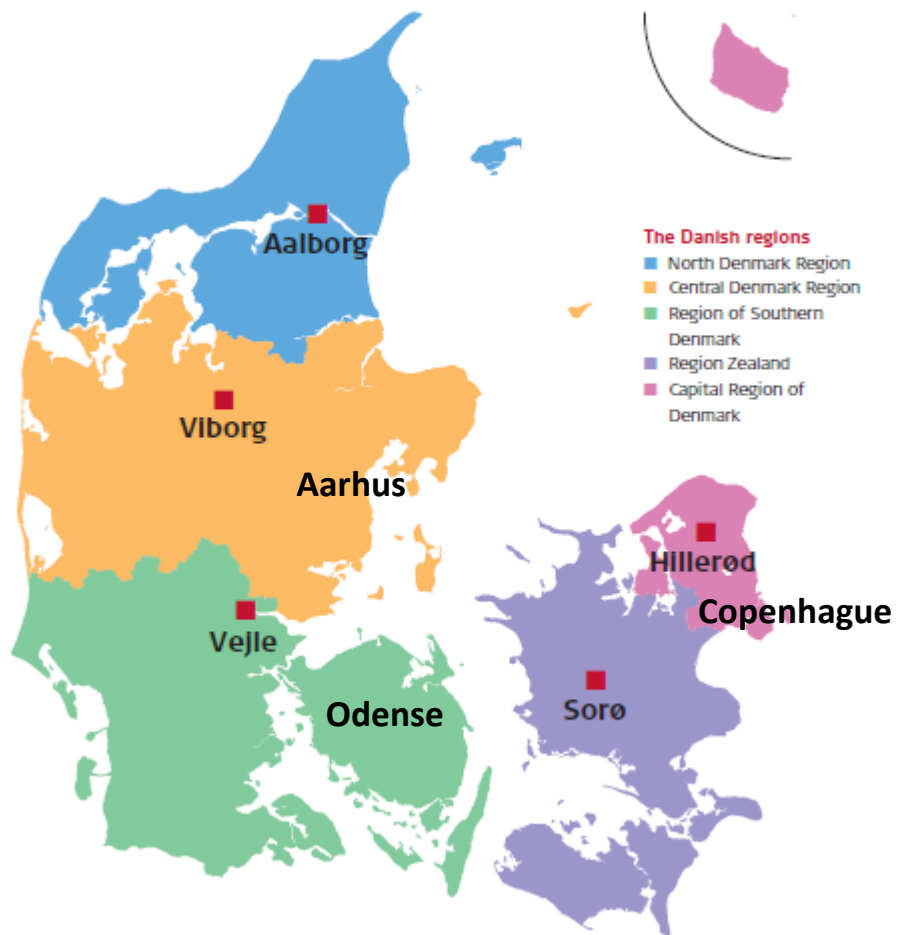 Aalborg
The Danish regions
North Denmark Region
Central Denmark Region
Region of Southern
Denmark
Region Zealand
Capital Region of
Denmark
Viborg
Aarhus
Hillerød
Copenhague
Vejle
Odense
Sorø